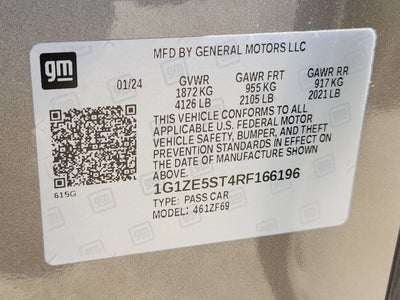 gm
MFD BY GENERAL MOTORS LLC
01/24 GVWR GAWR FRT GAWR RR
1872 KG 955 KG 917 KG
4126 LB 2105 LB 2021 LB
THIS VEHICLE CONFORMS TO ALL
APPLICABLE U.S. FEDERAL MOTOR
VEHICLE SAFETY, BUMPER, AND THEFT
PREVENTION STANDARDS IN EFFECT ON
THE DATE OF MANUFACTURE SHOWN
ABOVE.
615G
1G1ZE5ST4RF166196
TYPE: PASS CAR
MODEL: 461ZF69